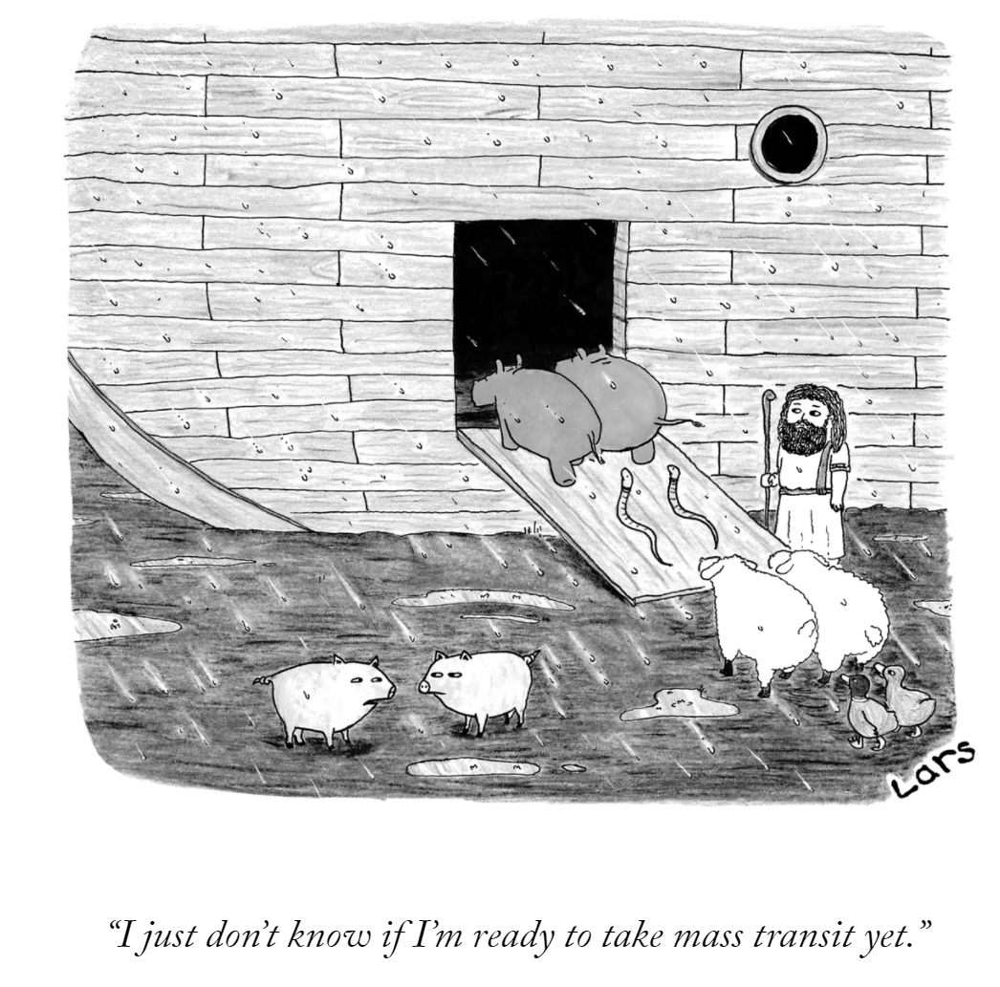 Lars
“I just don’t know if I’m ready to take mass transit yet.”